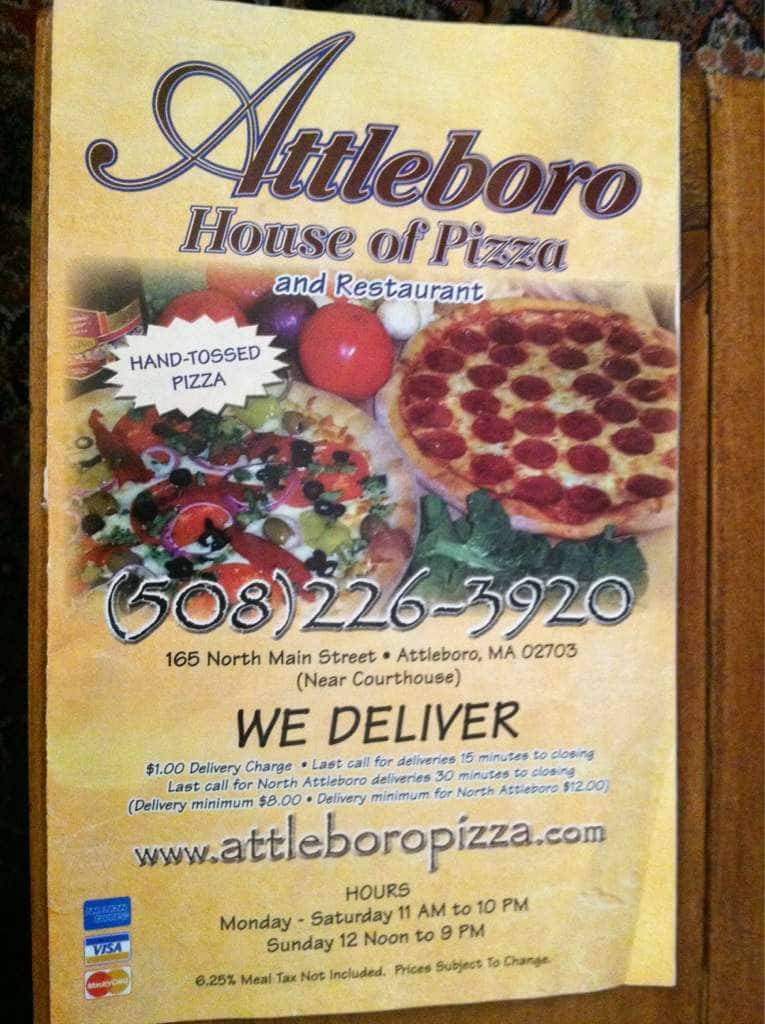 Attleboro
House of Pizza
and Restaurant
HAND-TOSSED
PIZZA
(508)226-3920
165 North Main Street • Attleboro, MA 02703
(Near Courthouse)
WE DELIVER
$1.00 Delivery Charge • Last call for deliveries 15 minutes to closing
Last call for North Attleboro deliveries 30 minutes to closing
(Delivery minimum $8.00 • Delivery minimum for North Attleboro $12.00)
www.attleboropizza.com
HOURS
Monday - Saturday 11 AM to 10 PM
Sunday 12 Noon to 9 PM
AMERICAN
EXPRESS
VISA
MasterCard
6.25% Meal Tax Not Included. Prices Subject To Change.